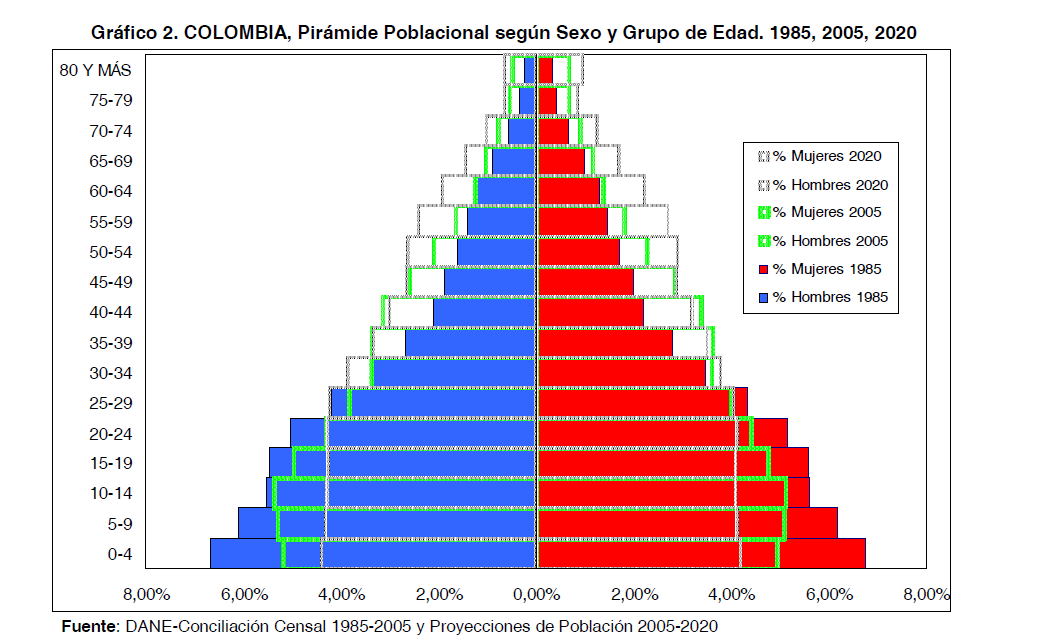 Gráfico 2. COLOMBIA, Pirámide Poblacional según Sexo y Grupo de Edad. 1985, 2005, 2020
80 Y MÁS
75-79
70-74
65-69
60-64
55-59
50-54
45-49
40-44
35-39
30-34
25-29
20-24
15-19
10-14
5-9
0-4
% Mujeres 2020
% Hombres 2020
% Mujeres 2005
% Hombres 2005
% Mujeres 1985
% Hombres 1985
8,00% 6,00% 4,00% 2,00% 0,00% 2,00% 4,00% 6,00% 8,00%
Fuente: DANE-Conciliación Censal 1985-2005 y Proyecciones de Población 2005-2020